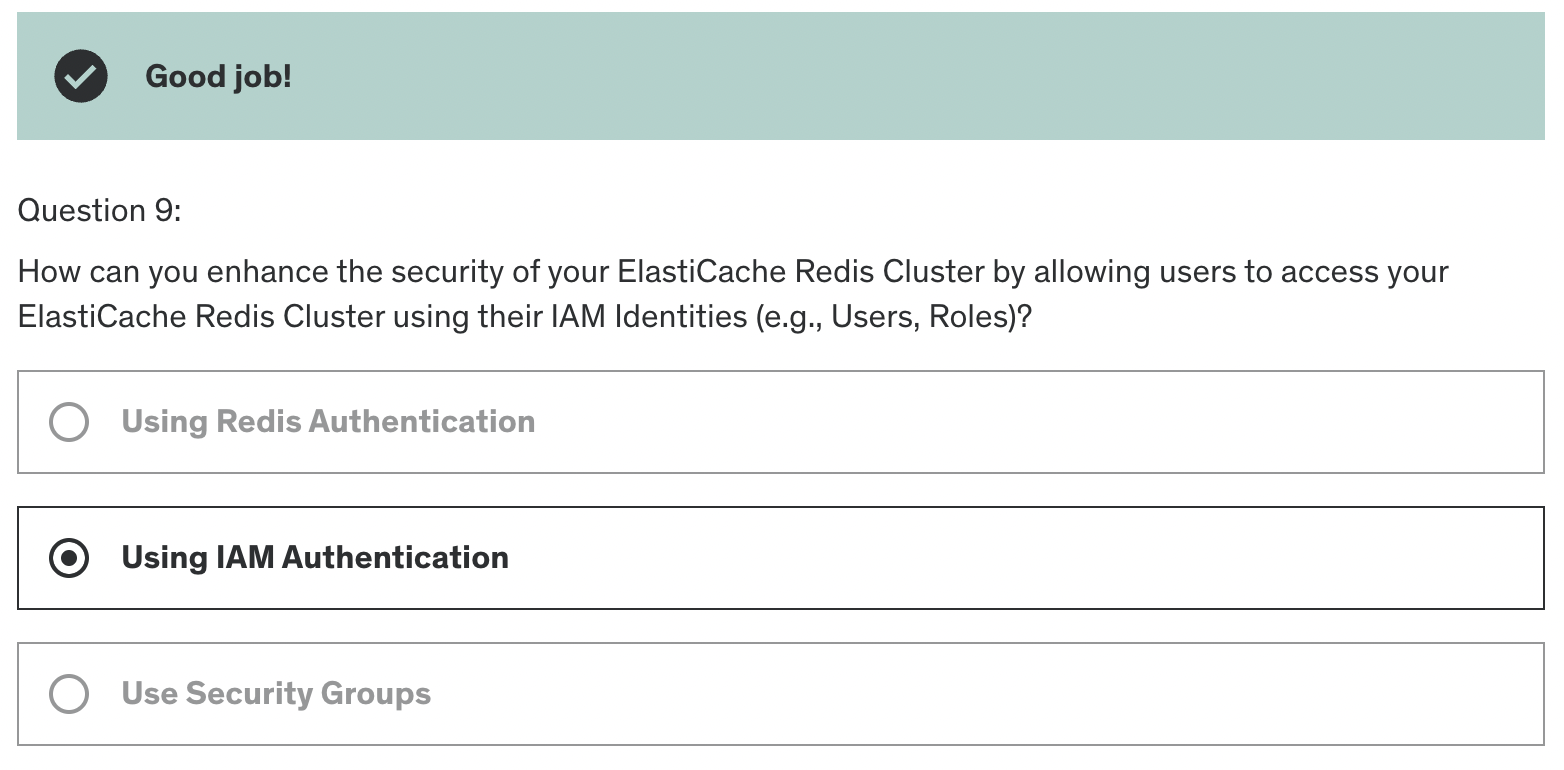 Good job!
Question 9:
How can you enhance the security of your ElastiCache Redis Cluster by allowing users to access your
ElastiCache Redis Cluster using their IAM Identities (e.g., Users, Roles)?
Using Redis Authentication
Using IAM Authentication
Use Security Groups